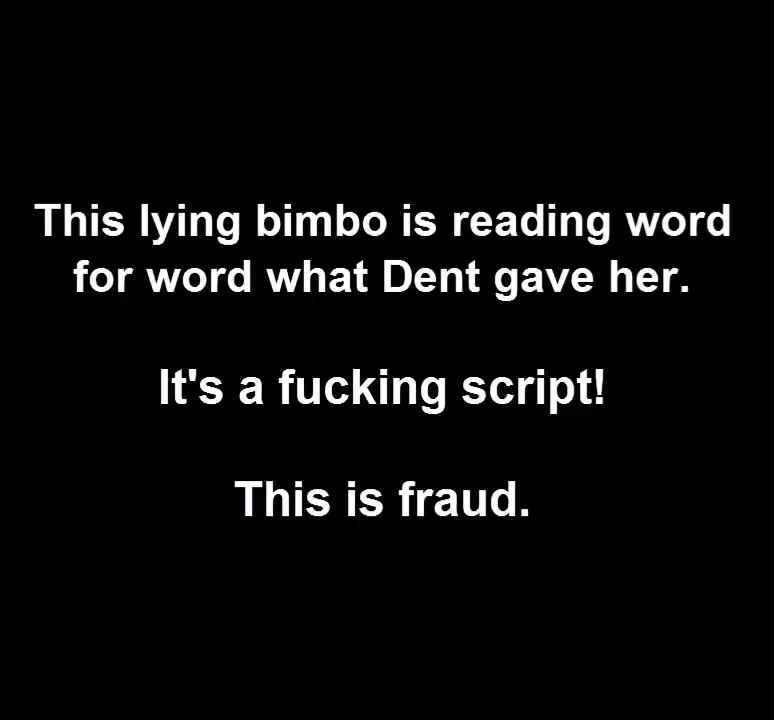 This lying bimbo is reading word
for word what Dent gave her.
It's a fucking script!
This is fraud.